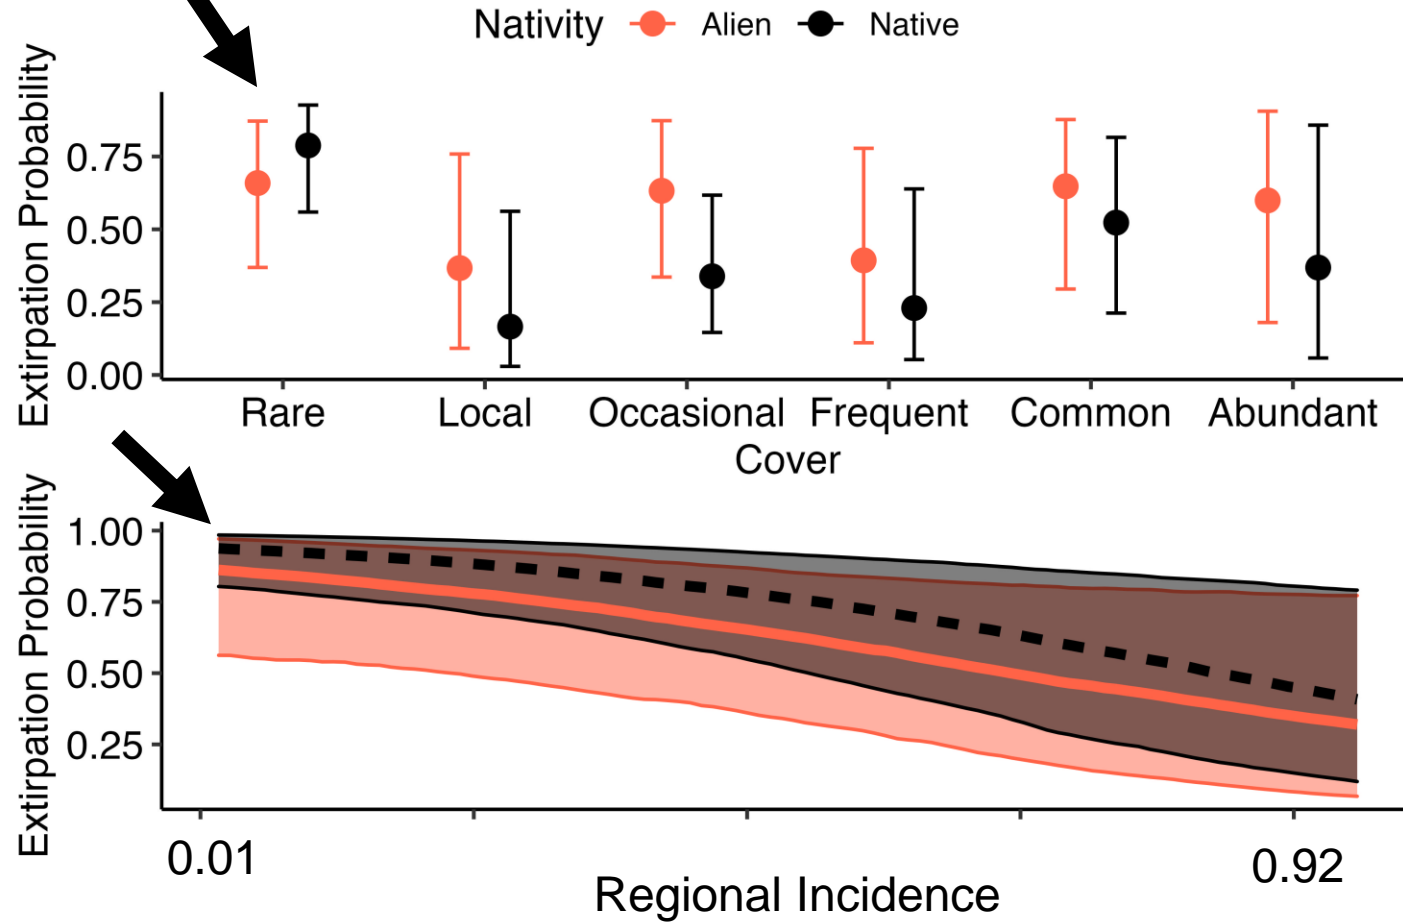 Nativity Alien Native
Extirpation Probability
0.75
0.50
0.25
0.00
Rare Local Occasional Frequent Common Abundant
Cover
Extirpation Probability
1.00
0.75
0.50
0.25
0.01 0.92
Regional Incidence